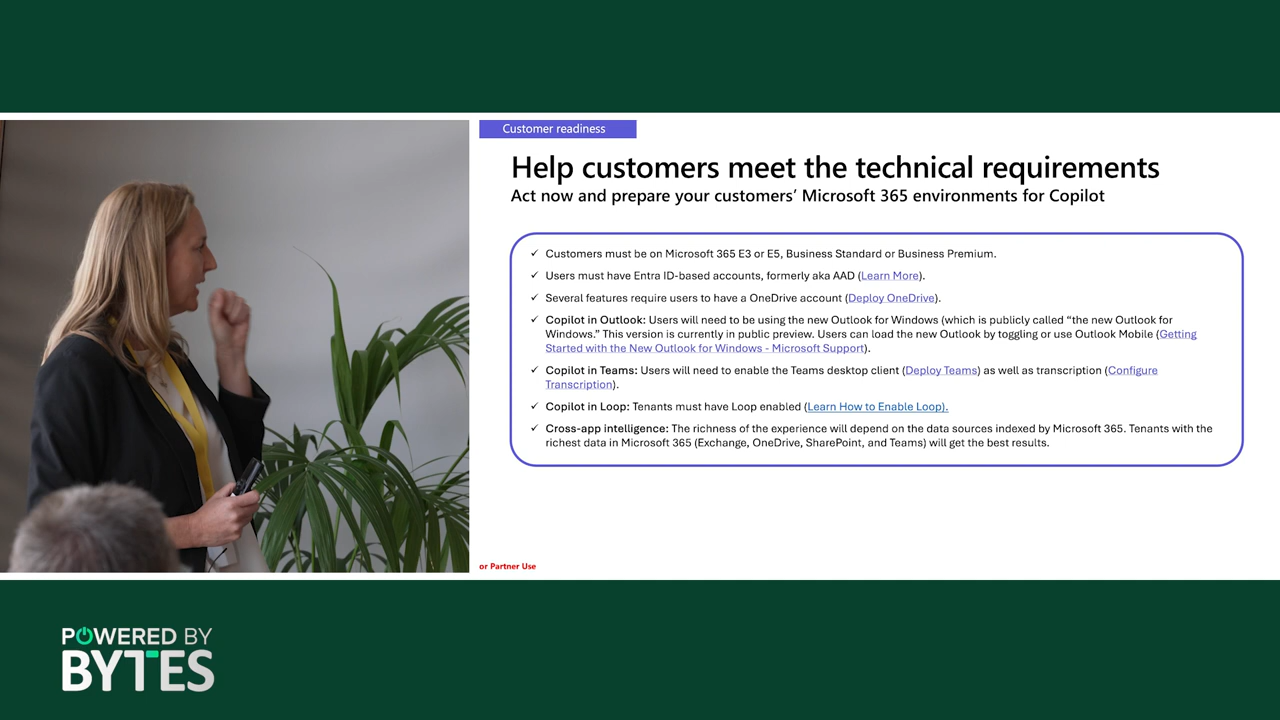 Customer readiness
Help customers meet the technical requirements
Act now and prepare your customers’ Microsoft 365 environments for Copilot
✓ Customers must be on Microsoft 365 E3 or E5, Business Standard or Business Premium.
✓ Users must have Entra ID-based accounts, formerly aka AAD (Learn More).
✓ Several features require users to have a OneDrive account (Deploy OneDrive).
✓ Copilot in Outlook: Users will need to be using the new Outlook for Windows (which is publicly called “the new Outlook for
Windows.” This version is currently in public preview. Users can load the new Outlook by toggling or use Outlook Mobile (Getting
Started with the New Outlook for Windows - Microsoft Support).
✓ Copilot in Teams: Users will need to enable the Teams desktop client (Deploy Teams) as well as transcription (Configure
Transcription).
✓ Copilot in Loop: Tenants must have Loop enabled (Learn How to Enable Loop).
✓ Cross-app intelligence: The richness of the experience will depend on the data sources indexed by Microsoft 365. Tenants with the
richest data in Microsoft 365 (Exchange, OneDrive, SharePoint, and Teams) will get the best results.
or Partner Use
POWERED BY
BYTES